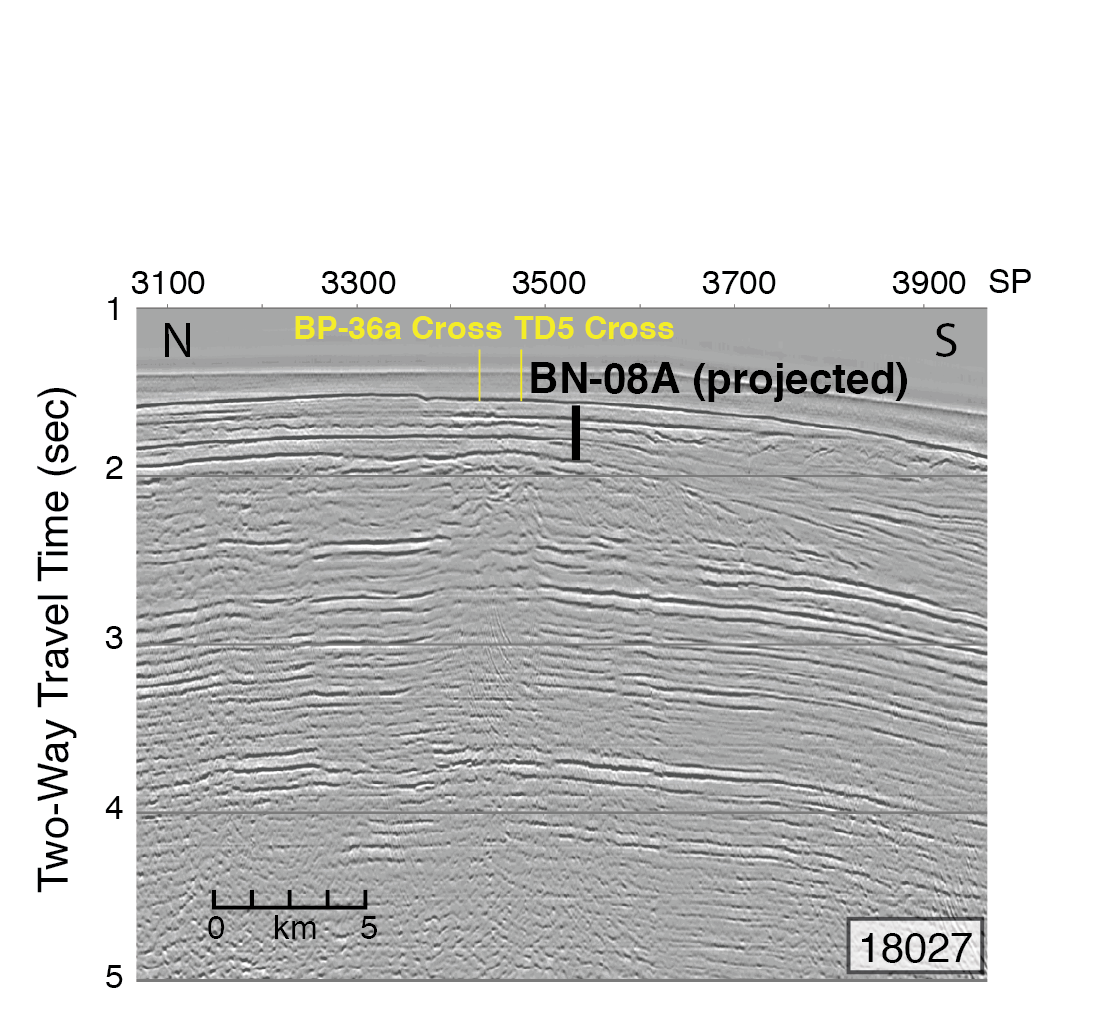 3100 3300 3500 3700 3900 SP
1
BP-36a Cross TD5 Cross
N
S
BN-08A (projected)
Two-Way Travel Time (sec)
2
3
4
0 km 5
18027
5